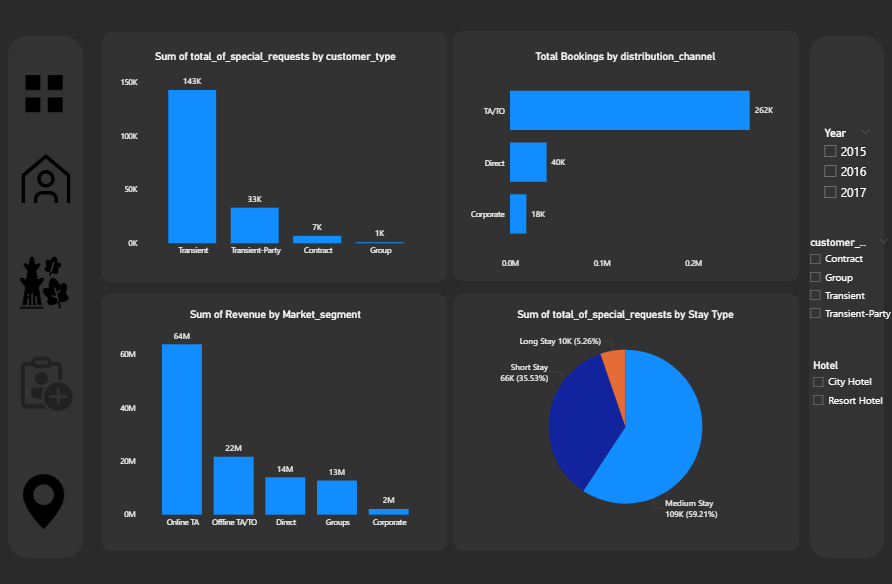 Sum of total_of_special_requests by customer_type
150K
100K
50K
0K
143K
33K
7K
1K
Transient
Transient-Party
Contract
Group
Total Bookings by distribution_channel
TA/TO
262K
Direct
40K
Corporate
18K
0.0M
0.1M
0.2M
Sum of Revenue by Market_segment
60M
40M
20M
0M
64M
22M
14M
13M
2M
Online TA
Offline TA/TO
Direct
Groups
Corporate
Sum of total_of_special_requests by Stay Type
Long Stay 10K (5.26%)
Short Stay
66K (35.53%)
Medium Stay
109K (59.21%)
Year
2015
2016
2017
customer_...
Contract
Group
Transient
Transient-Party
Hotel
City Hotel
Resort Hotel